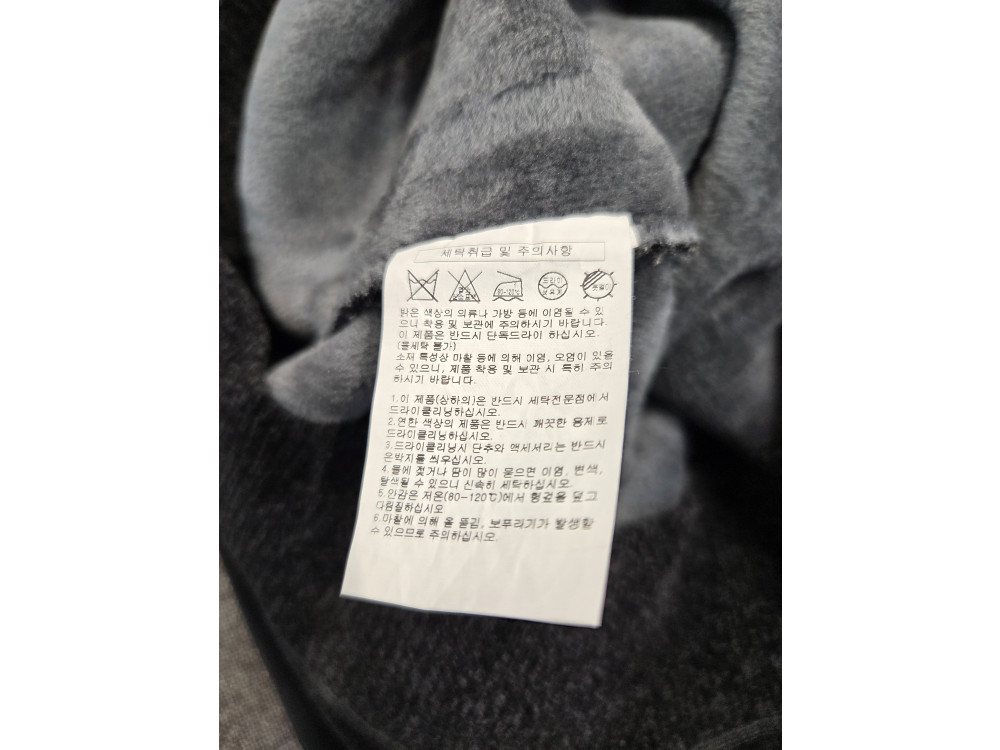 세탁취급 및 주의사항
80-120℃
드라이
밝은 색상의 의류나 가방 등에 이염될 수 있
으니 착용 및 보관에 주의하시기 바랍니다.
이 제품은 반드시 단독드라이 하십시오.
(물세탁 불가)
소재 특성상 마찰 등에 의해 이염, 오염이 있을
수 있으니, 제품 착용 및 보관 시 특히 주의
하시기 바랍니다.
1.이 제품(상하의)은 반드시 세탁전문점에서
드라이클리닝하십시오.
2.연한 색상의 제품은 반드시 깨끗한 용제로
드라이클리닝하십시오.
3.드라이클리닝시 단추와 액세서리는 반드시
은박지를 씌우십시오.
4.물에 젖거나 땀이 많이 묻으면 이염, 변색,
탈색될 수 있으니 신속히 세탁하십시오.
5.안감은 저온(80-120℃)에서 헝겊을 덮고
다림질하십시오
6.마찰에 의해 올 뜯김, 보푸라기가 발생할
수 있으므로 주의하십시오.